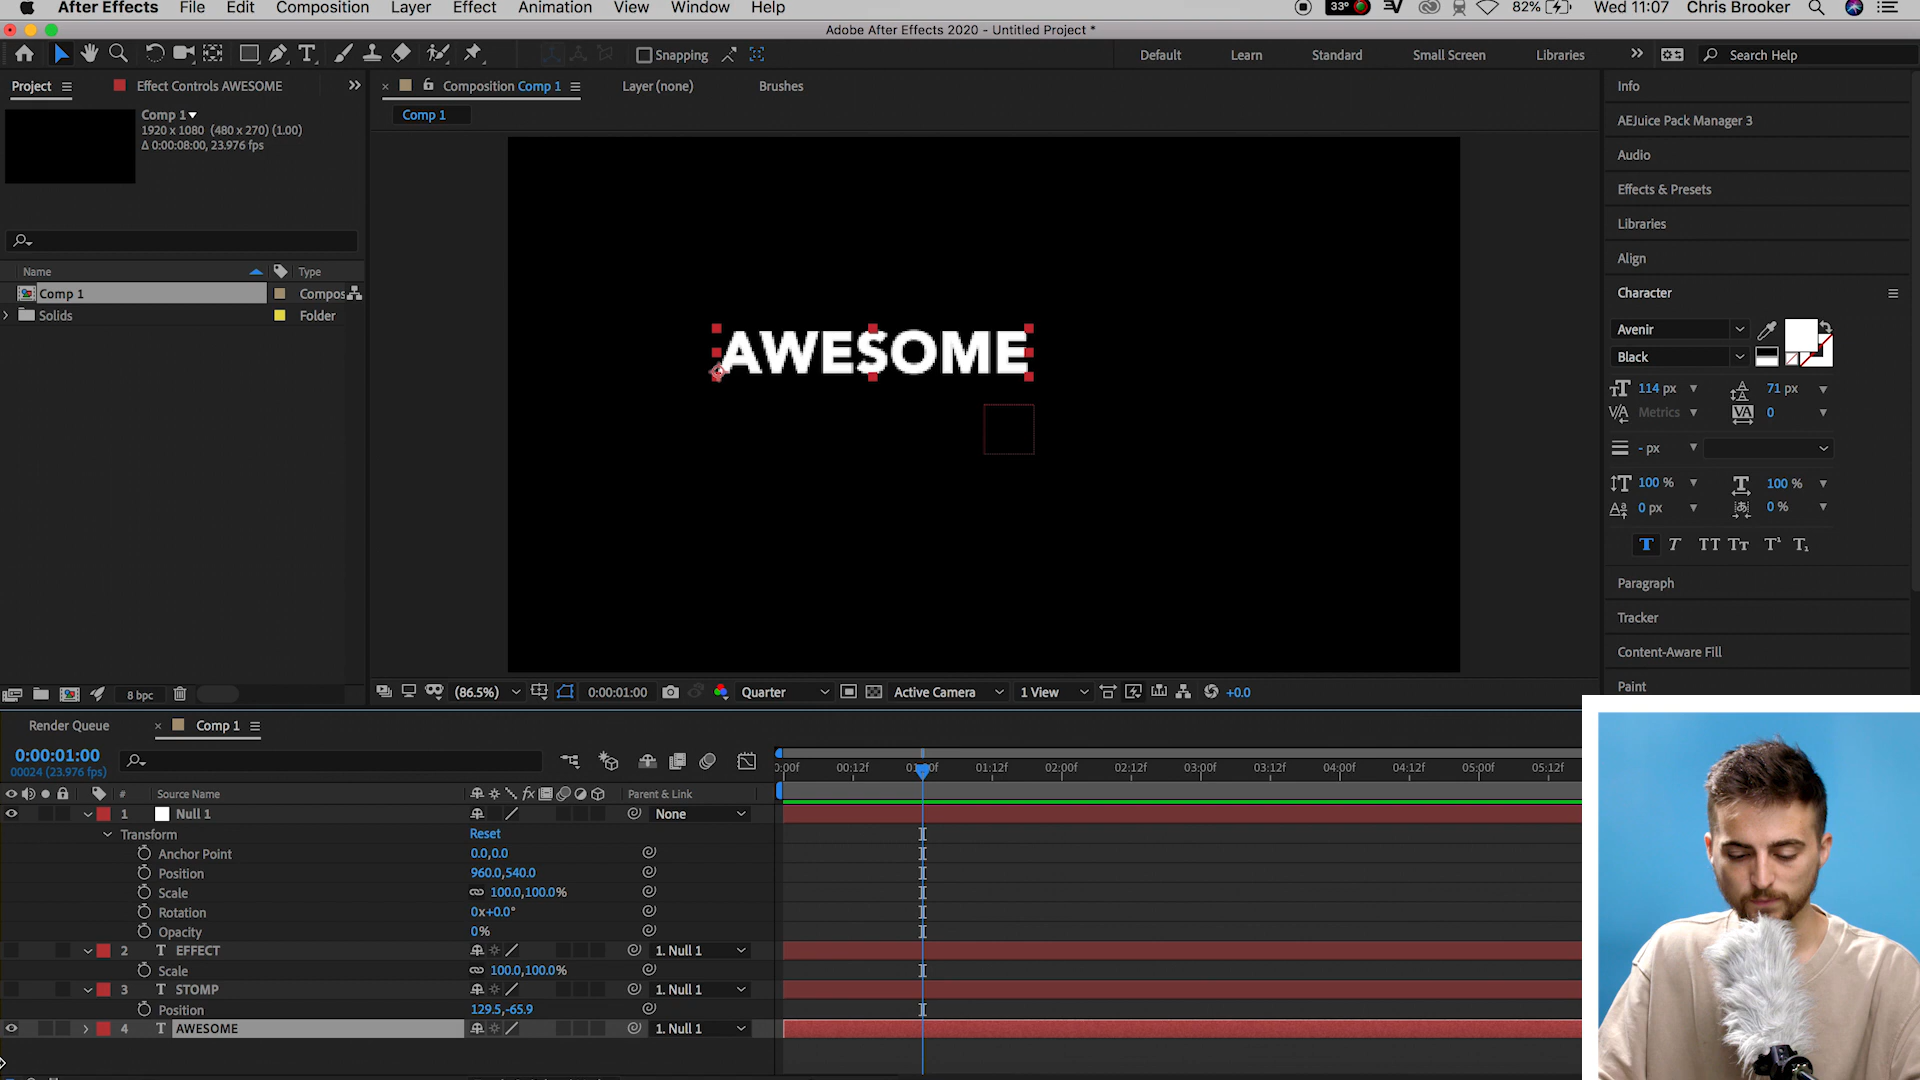 After Effects File Edit Composition Layer Effect Animation View Window Help 33° 82% Wed 11:07 Chris Brooker
Adobe After Effects 2020 - Untitled Project *
Snapping Default Learn Standard Small Screen Libraries Search Help
Project Effect Controls AWESOME
Composition Comp 1 Layer (none) Brushes
Comp 1
Comp 1
1920 x 1080 (480 x 270) (1.00)
Δ 0:00:08:00, 23.976 fps
Name Type
Comp 1 Compos
Solids Folder
8 bpc
AWESOME
(86.5%) 0:00:01:00 Quarter Active Camera 1 View +0.0
Info
AEJuice Pack Manager 3
Audio
Effects & Presets
Libraries
Align
Character
Avenir
Black
114 px 71 px
Metrics 0
- px
100 % 100 %
0 px 0 %
T T TT Tт T¹ T₁
Paragraph
Tracker
Content-Aware Fill
Paint
Render Queue Comp 1
0:00:01:00
00024 (23.976 fps)
:00f 00:12f 01:00f 01:12f 02:00f 02:12f 03:00f 03:12f 04:00f 04:12f 05:00f 05:12f
# Source Name Parent & Link
1 Null 1 None
Transform Reset
Anchor Point 0.0,0.0
Position 960.0,540.0
Scale 100.0,100.0%
Rotation 0x+0.0°
Opacity 0%
2 T EFFECT 1. Null 1
Scale 100.0,100.0%
3 T STOMP 1. Null 1
Position 129.5,-65.9
4 T AWESOME 1. Null 1